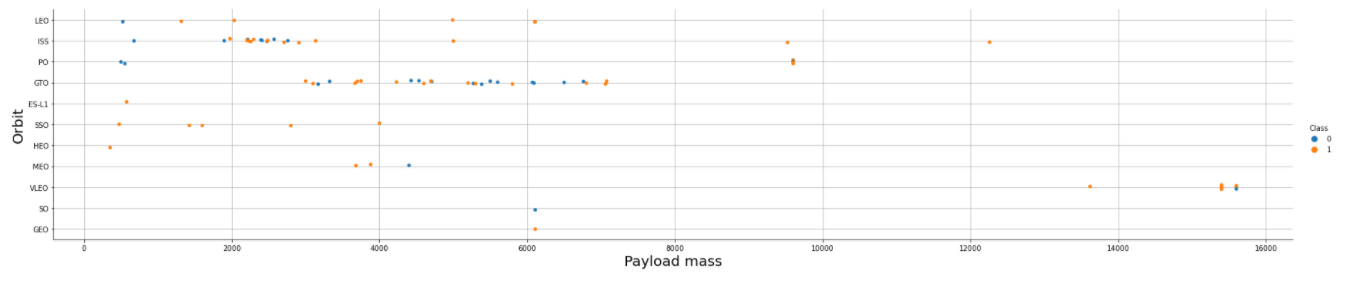 LEO
ISS
PO
GTO
ES-L1
SSO
HEO
MEO
VLEO
SO
GEO
Orbit
0 2000 4000 6000 8000 10000 12000 14000 16000
Payload mass
Class
0
1